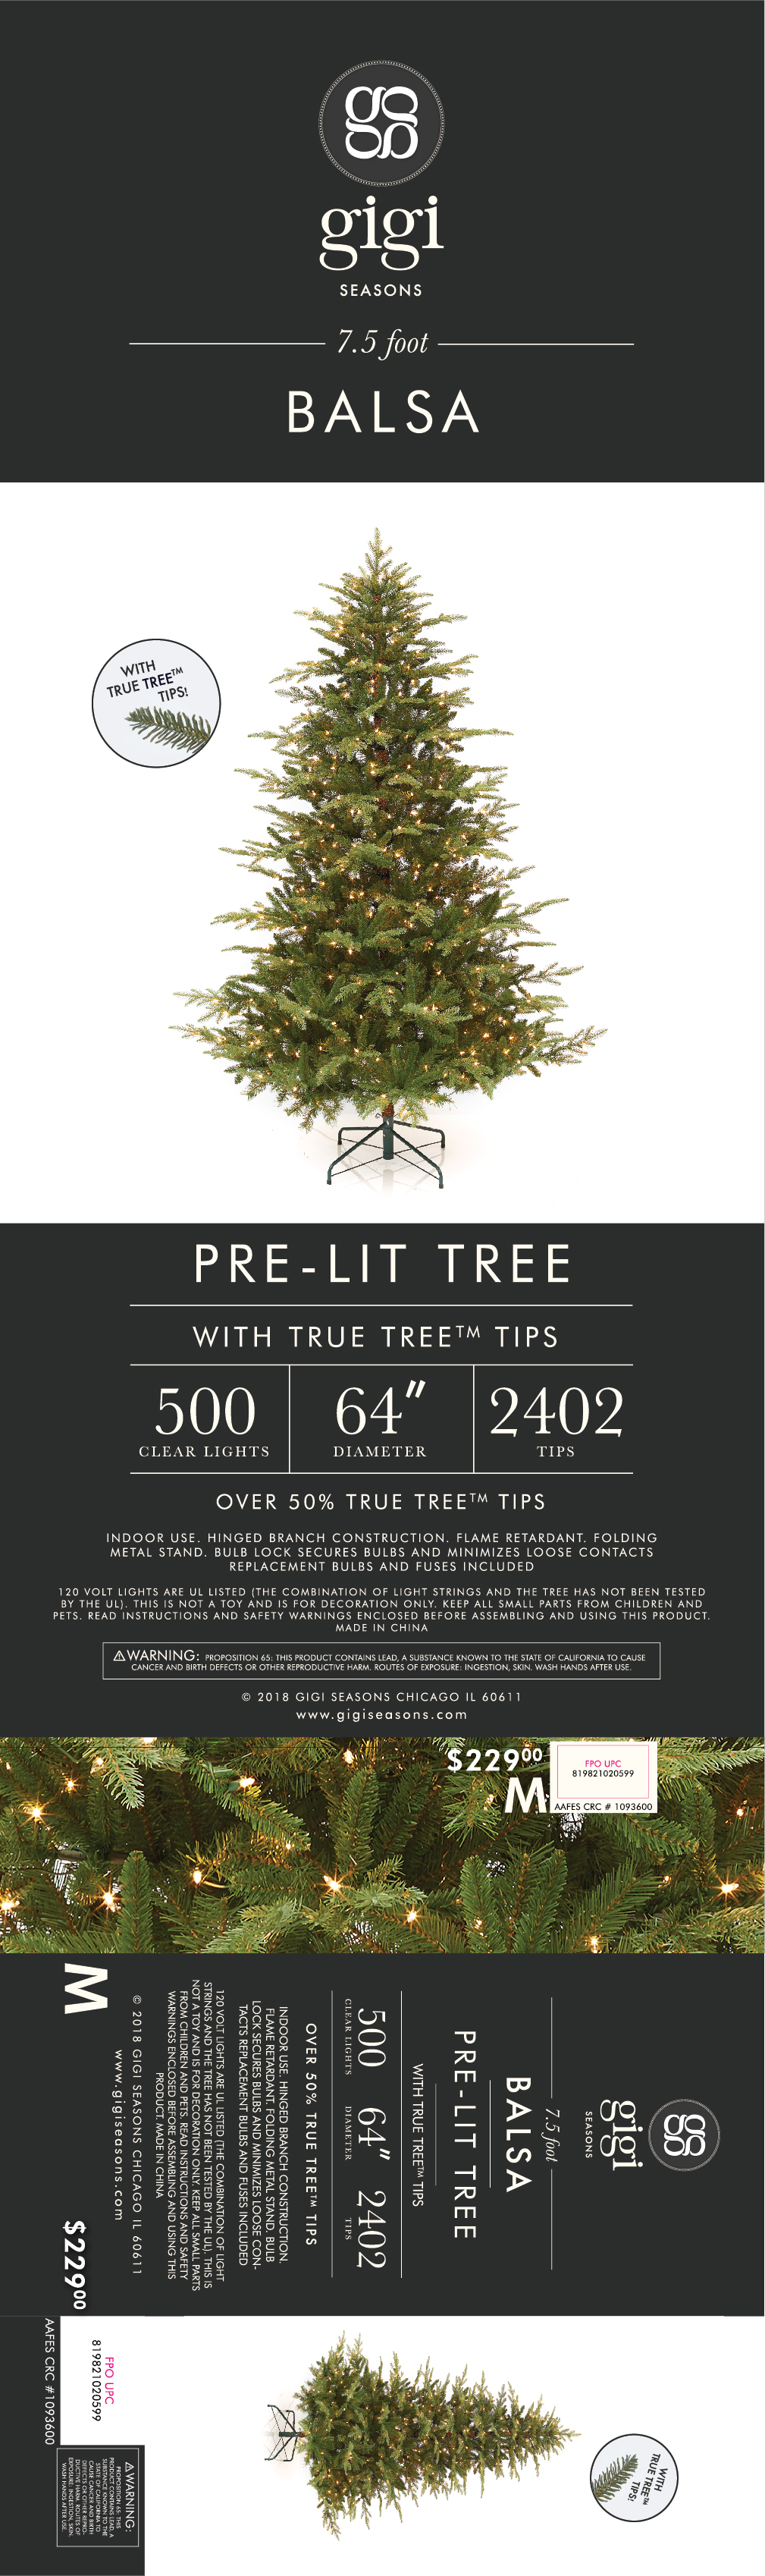 gigi
SEASONS
7.5 foot
BALSA
WITH
TRUE TREE™
TIPS!
PRE-LIT TREE
WITH TRUE TREE™ TIPS
500
CLEAR LIGHTS
64"
DIAMETER
2402
TIPS
OVER 50% TRUE TREE™ TIPS
INDOOR USE. HINGED BRANCH CONSTRUCTION. FLAME RETARDANT. FOLDING
METAL STAND. BULB LOCK SECURES BULBS AND MINIMIZES LOOSE CONTACTS
REPLACEMENT BULBS AND FUSES INCLUDED
120 VOLT LIGHTS ARE UL LISTED (THE COMBINATION OF LIGHT STRINGS AND THE TREE HAS NOT BEEN TESTED
BY THE UL). THIS IS NOT A TOY AND IS FOR DECORATION ONLY. KEEP ALL SMALL PARTS FROM CHILDREN AND
PETS. READ INSTRUCTIONS AND SAFETY WARNINGS ENCLOSED BEFORE ASSEMBLING AND USING THIS PRODUCT.
MADE IN CHINA
⚠WARNING: PROPOSITION 65: THIS PRODUCT CONTAINS LEAD, A SUBSTANCE KNOWN TO THE STATE OF CALIFORNIA TO CAUSE
CANCER AND BIRTH DEFECTS OR OTHER REPRODUCTIVE HARM. ROUTES OF EXPOSURE: INGESTION, SKIN. WASH HANDS AFTER USE.
© 2018 GIGI SEASONS CHICAGO IL 60611
www.gigiseasons.com
$229⁰⁰
M
FPO UPC
819821020599
AAFES CRC # 1093600
gigi
SEASONS
7.5 foot
BALSA
PRE-LIT TREE
WITH TRUE TREE™ TIPS
500
CLEAR LIGHTS
64"
DIAMETER
2402
TIPS
OVER 50% TRUE TREE™ TIPS
INDOOR USE. HINGED BRANCH CONSTRUCTION.
FLAME RETARDANT. FOLDING METAL STAND. BULB
LOCK SECURES BULBS AND MINIMIZES LOOSE CON-
TACTS REPLACEMENT BULBS AND FUSES INCLUDED
120 VOLT LIGHTS ARE UL LISTED (THE COMBINATION OF LIGHT
STRINGS AND THE TREE HAS NOT BEEN TESTED BY THE UL). THIS IS
NOT A TOY AND IS FOR DECORATION ONLY. KEEP ALL SMALL PARTS
FROM CHILDREN AND PETS. READ INSTRUCTIONS AND SAFETY
WARNINGS ENCLOSED BEFORE ASSEMBLING AND USING THIS
PRODUCT. MADE IN CHINA
© 2018 GIGI SEASONS CHICAGO IL 60611
www.gigiseasons.com
M
$229⁰⁰
WITH
TRUE TREE™
TIPS!
FPO UPC
819821020599
AAFES CRC #1093600
⚠WARNING:
PROPOSITION 65: THIS
PRODUCT CONTAINS LEAD, A
SUBSTANCE KNOWN TO THE
STATE OF CALIFORNIA TO
CAUSE CANCER AND BIRTH
DEFECTS OR OTHER REPRO-
DUCTIVE HARM. ROUTES OF
EXPOSURE: INGESTION, SKIN.
WASH HANDS AFTER USE.